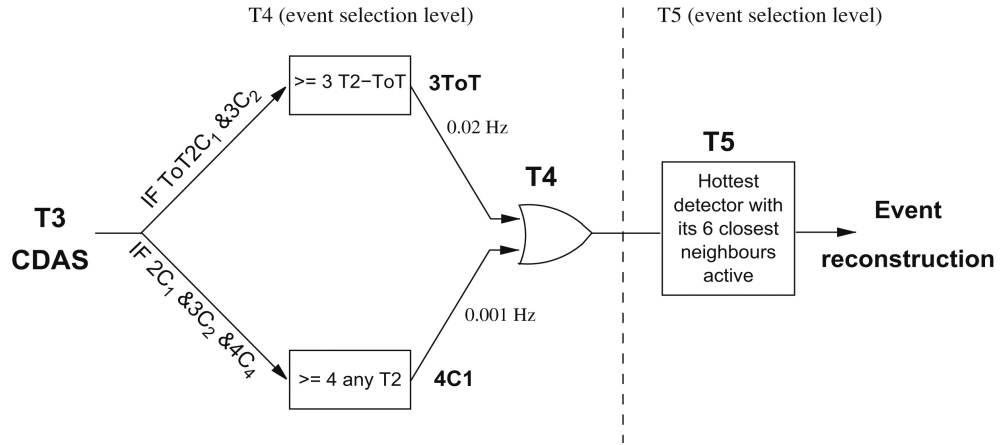 T4 (event selection level)
T5 (event selection level)
>= 3 T2−ToT
3ToT
IF ToT2C₁ &3C₂
0.02 Hz
T3
CDAS
T4
T5
Hottest
detector with
its 6 closest
neighbours
active
Event
reconstruction
IF 2C₁ &3C₂ &4C₄
0.001 Hz
>= 4 any T2
4C1